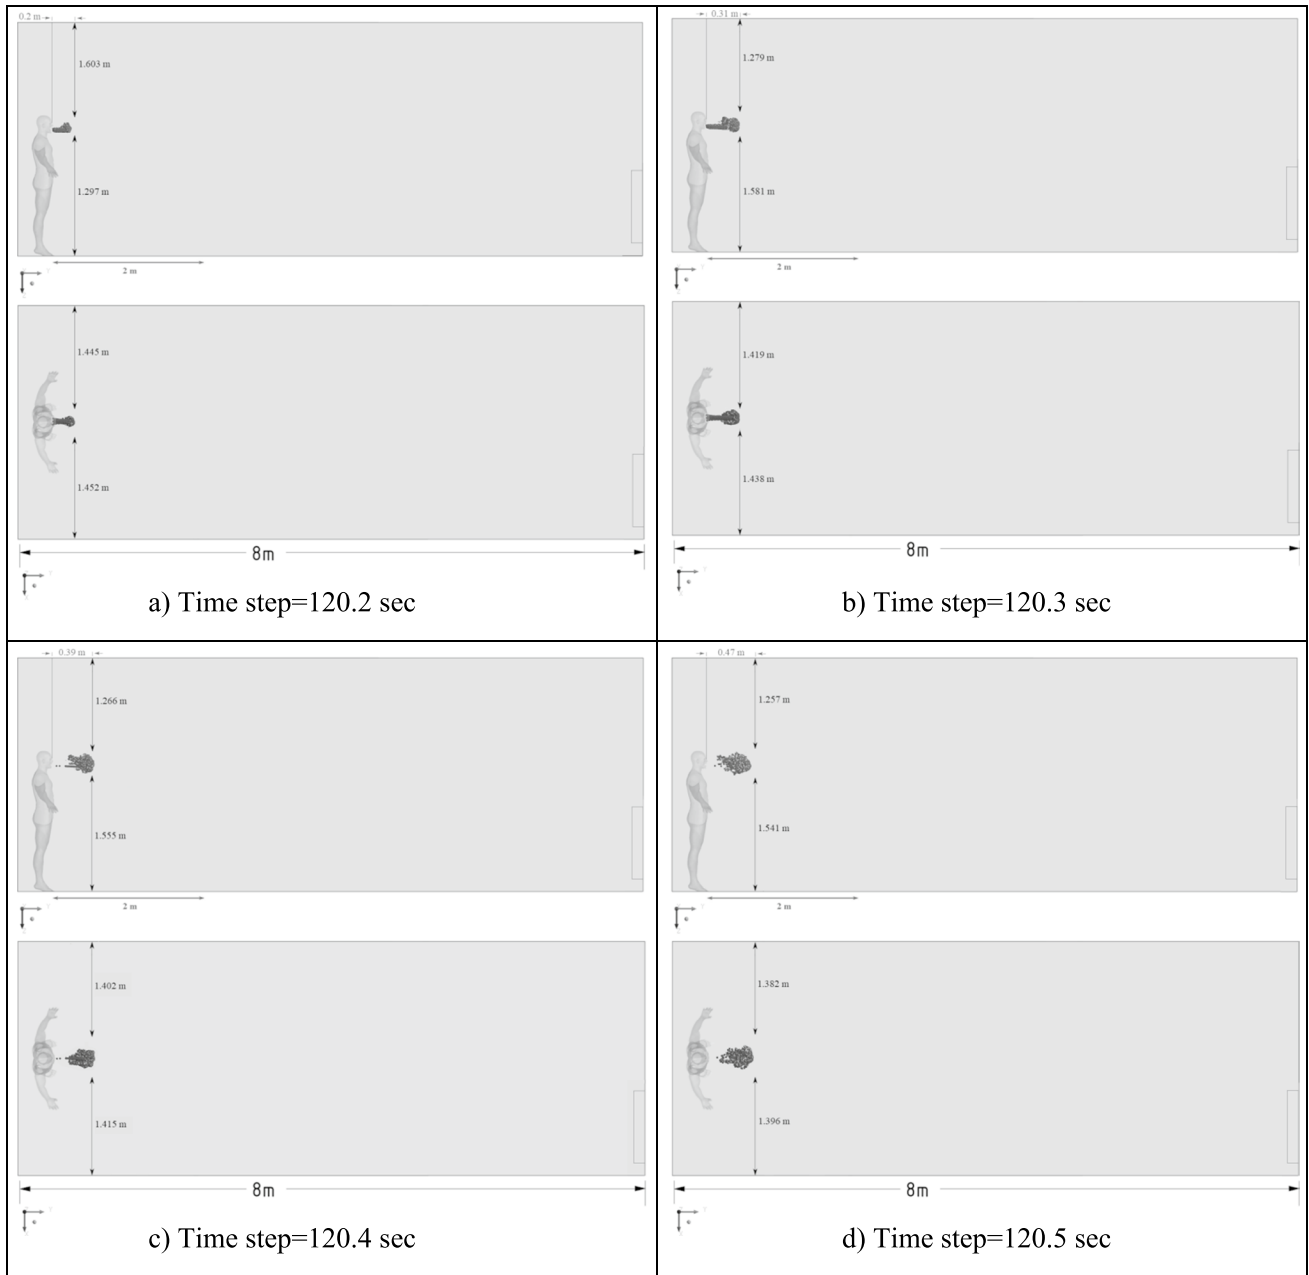 0.2 m
1.603 m
1.297 m
2 m
1.445 m
1.452 m
8m
a) Time step=120.2 sec
0.31 m
1.279 m
1.581 m
2 m
1.419 m
1.438 m
8m
b) Time step=120.3 sec
0.39 m
1.266 m
1.555 m
2 m
1.402 m
1.415 m
8m
c) Time step=120.4 sec
0.47 m
1.257 m
1.541 m
2 m
1.382 m
1.396 m
8m
d) Time step=120.5 sec